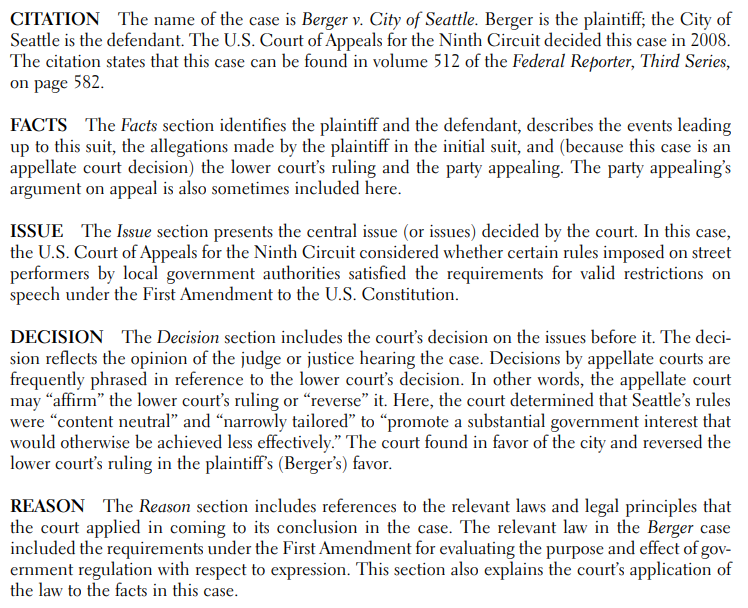 CITATION The name of the case is Berger v. City of Seattle. Berger is the plaintiff; the City of
Seattle is the defendant. The U.S. Court of Appeals for the Ninth Circuit decided this case in 2008.
The citation states that this case can be found in volume 512 of the Federal Reporter, Third Series,
on page 582.
FACTS The Facts section identifies the plaintiff and the defendant, describes the events leading
up to this suit, the allegations made by the plaintiff in the initial suit, and (because this case is an
appellate court decision) the lower court’s ruling and the party appealing. The party appealing’s
argument on appeal is also sometimes included here.
ISSUE The Issue section presents the central issue (or issues) decided by the court. In this case,
the U.S. Court of Appeals for the Ninth Circuit considered whether certain rules imposed on street
performers by local government authorities satisfied the requirements for valid restrictions on
speech under the First Amendment to the U.S. Constitution.
DECISION The Decision section includes the court’s decision on the issues before it. The deci-
sion reflects the opinion of the judge or justice hearing the case. Decisions by appellate courts are
frequently phrased in reference to the lower court’s decision. In other words, the appellate court
may “affirm” the lower court’s ruling or “reverse” it. Here, the court determined that Seattle’s rules
were “content neutral” and “narrowly tailored” to “promote a substantial government interest that
would otherwise be achieved less effectively.” The court found in favor of the city and reversed the
lower court’s ruling in the plaintiff’s (Berger’s) favor.
REASON The Reason section includes references to the relevant laws and legal principles that
the court applied in coming to its conclusion in the case. The relevant law in the Berger case
included the requirements under the First Amendment for evaluating the purpose and effect of gov-
ernment regulation with respect to expression. This section also explains the court’s application of
the law to the facts in this case.